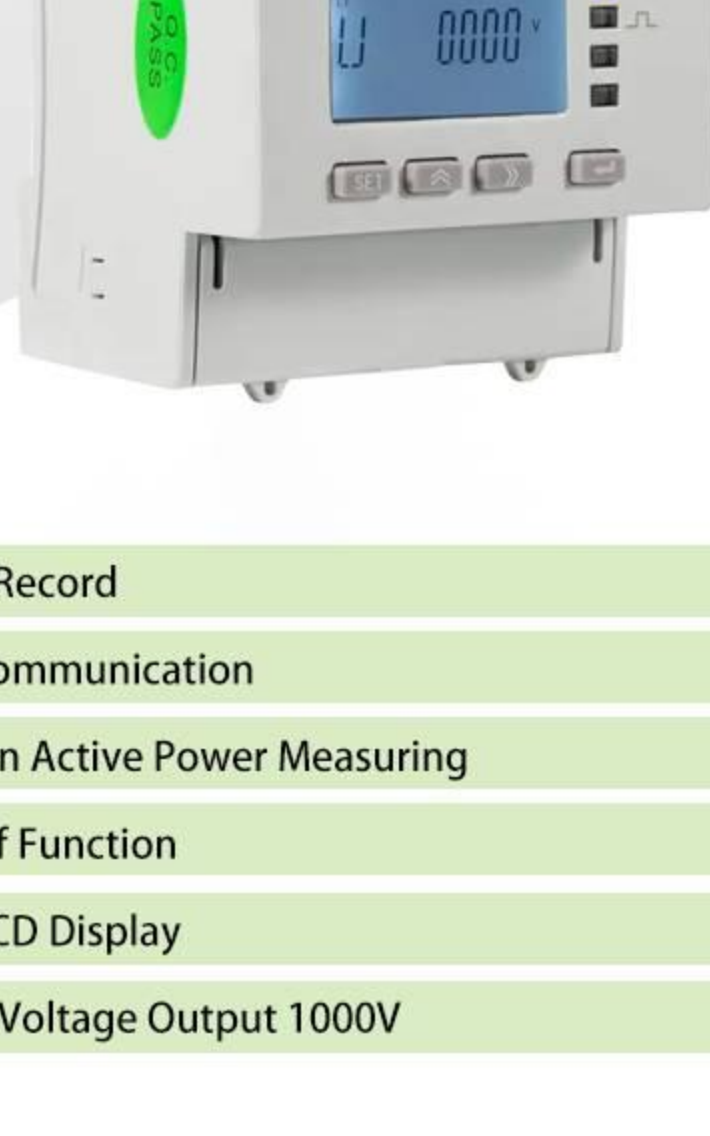 Q.C.
PASS
U 0000 V
SET
Record
ommunication
n Active Power Measuring
f Function
CD Display
Voltage Output 1000V